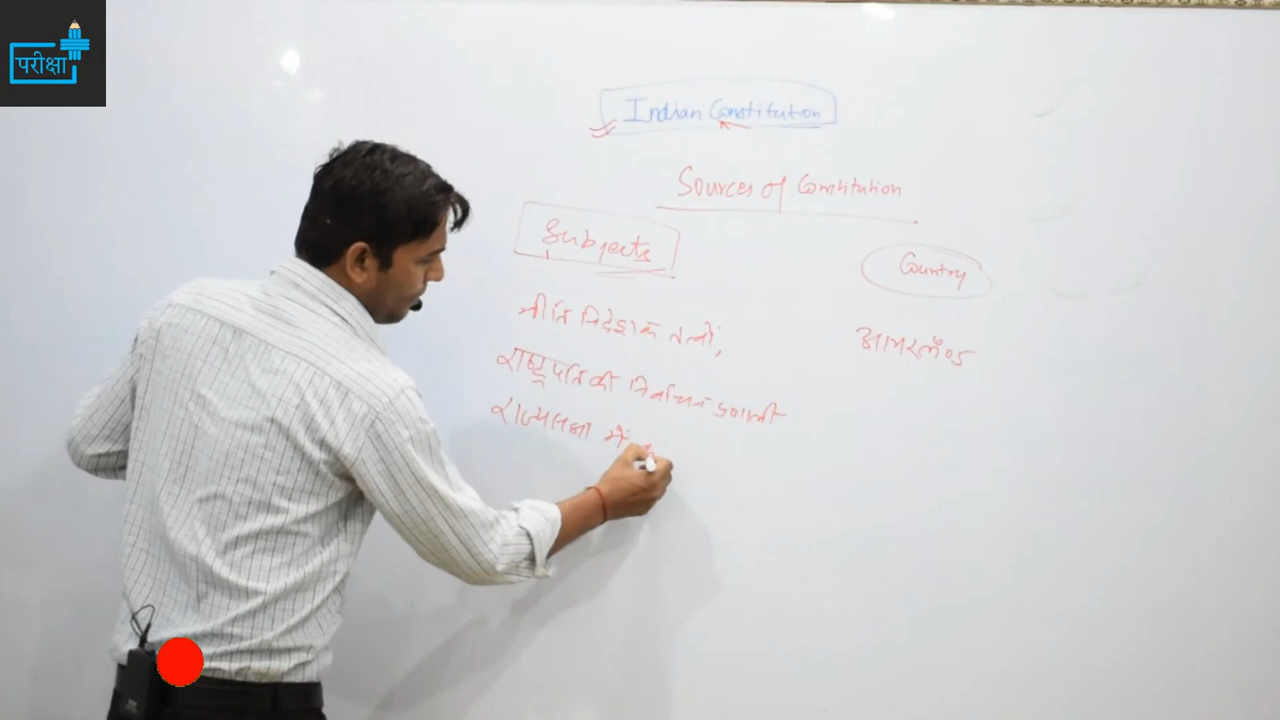 परीक्षा
Indian Constitution
Sources of Constitution
Subjects
Country
नीति निदेशक तत्वों,
आयरलैण्ड
राष्ट्रपति की निर्वाचन प्रणाली
राज्यसभा में